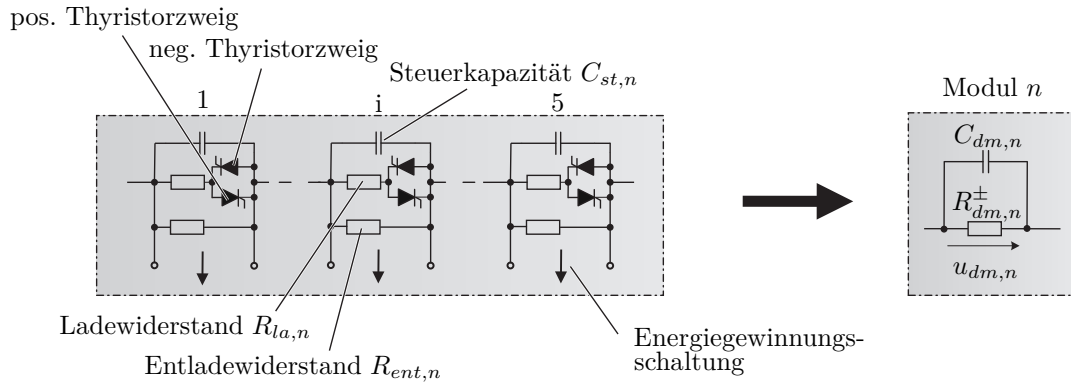 pos. Thyristorzweig
neg. Thyristorzweig
Steuerkapazität C_{st,n}
1
i
5
Modul n
C_{dm,n}
R^{±}_{dm,n}
u_{dm,n}
Ladewiderstand R_{la,n}
Entladewiderstand R_{ent,n}
Energiegewinnungs-
schaltung